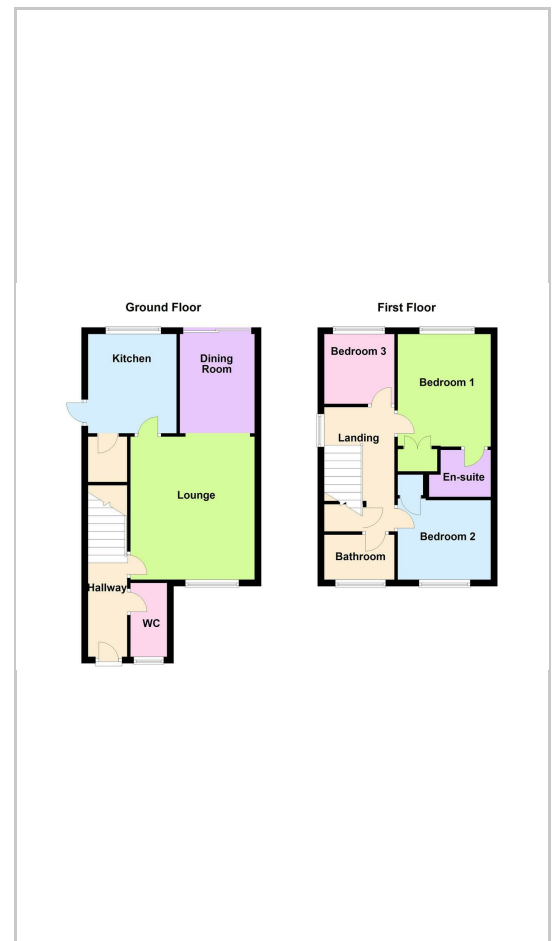 Ground Floor
Kitchen
Dining
Room
Lounge
Hallway
WC
First Floor
Bedroom 3
Bedroom 1
Landing
En-suite
Bedroom 2
Bathroom